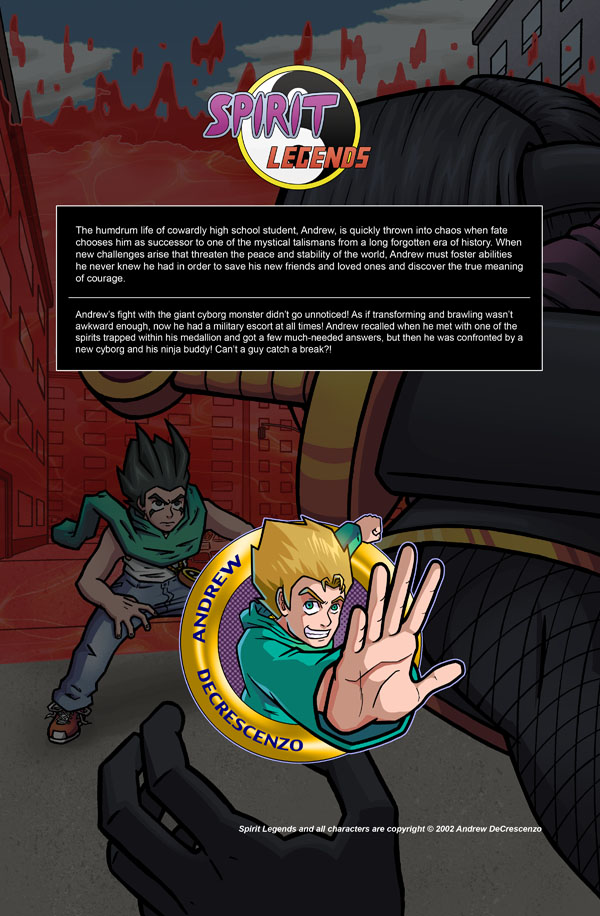 SPIRIT
LEGENDS
The humdrum life of cowardly high school student, Andrew, is quickly thrown into chaos when fate
chooses him as successor to one of the mystical talismans from a long forgotten era of history. When
new challenges arise that threaten the peace and stability of the world, Andrew must foster abilities
he never knew he had in order to save his new friends and loved ones and discover the true meaning
of courage.
Andrew's fight with the giant cyborg monster didn't go unnoticed! As if transforming and brawling wasn't
awkward enough, now he had a military escort at all times! Andrew recalled when he met with one of the
spirits trapped within his medallion and got a few much-needed answers, but then he was confronted by a
new cyborg and his ninja buddy! Can't a guy catch a break?!
ANDREW
DECRESCENZO
Spirit Legends and all characters are copyright © 2002 Andrew DeCrescenzo